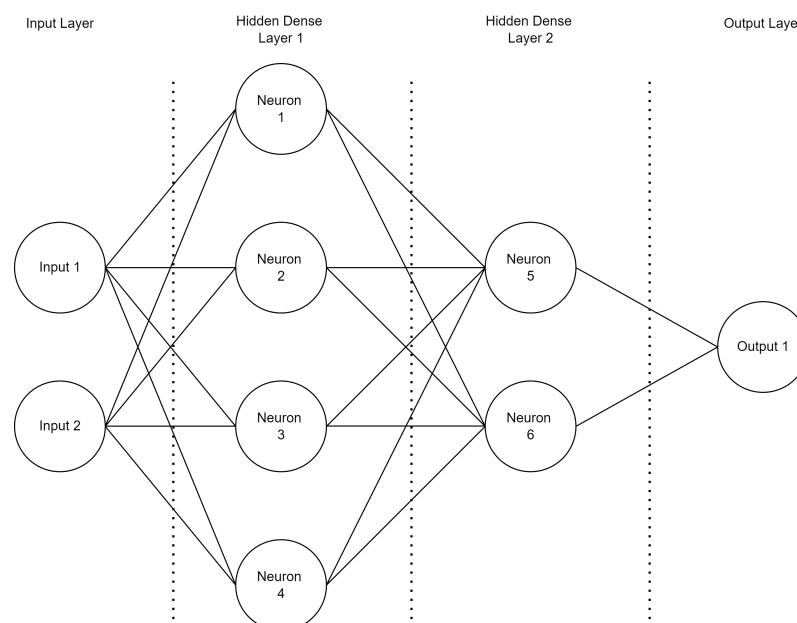 Input Layer
Hidden Dense
Layer 1
Hidden Dense
Layer 2
Output Laye
Neuron
1
Input 1
Neuron
2
Neuron
5
Output 1
Input 2
Neuron
3
Neuron
6
Neuron
4